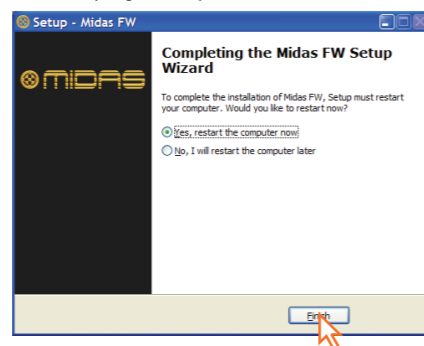 Setup - Midas FW
MIDAS
Completing the Midas FW Setup
Wizard
To complete the installation of Midas FW, Setup must restart
your computer. Would you like to restart now?
Yes, restart the computer now
No, I will restart the computer later
Finish